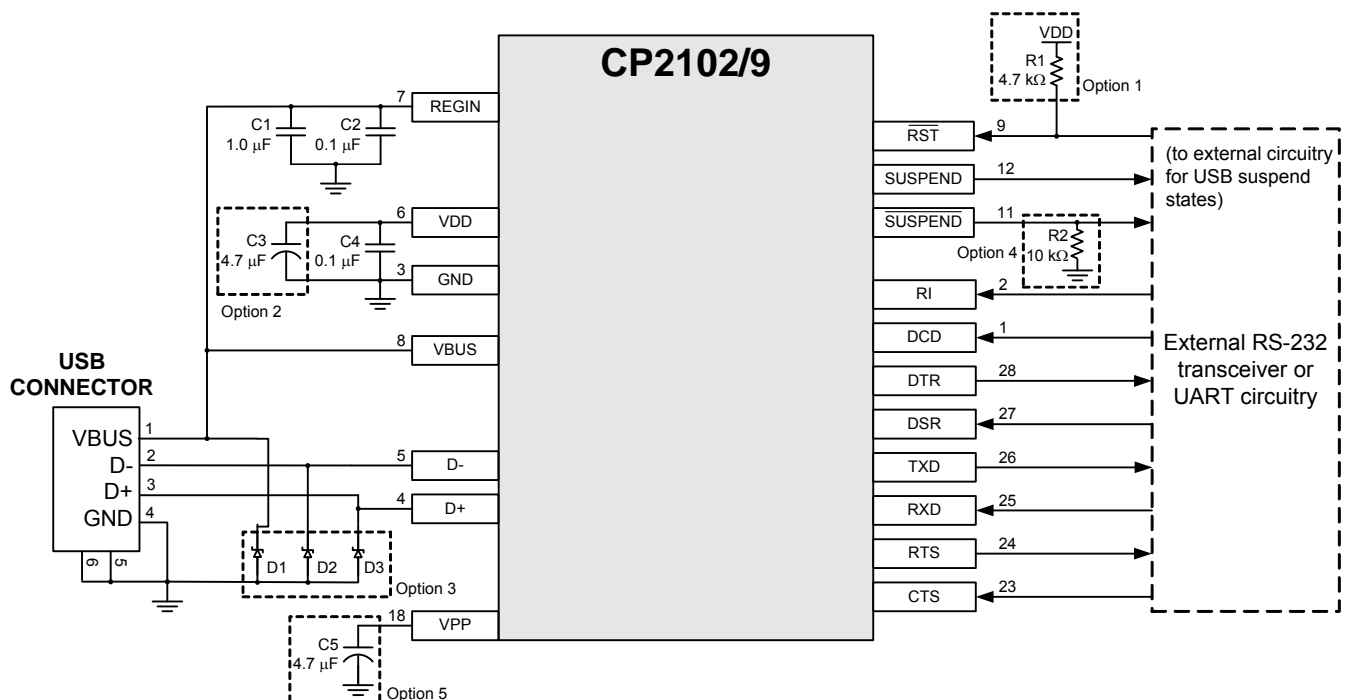 CP2102/9
VDD
R1
4.7 kΩ
Option 1
7
REGIN
C1
1.0 μF
C2
0.1 μF
6
VDD
C3
4.7 μF
C4
0.1 μF
3
GND
Option 2
8
VBUS
USB
CONNECTOR
VBUS
1
D-
2
D+
3
GND
4
6
5
5
D-
4
D+
D1
D2
D3
Option 3
18
VPP
C5
4.7 μF
Option 5
RST
9
SUSPEND
12
SUSPEND
11
Option 4
R2
10 kΩ
RI
2
DCD
1
DTR
28
DSR
27
TXD
26
RXD
25
RTS
24
CTS
23
(to external circuitry
for USB suspend
states)
External RS-232
transceiver or
UART circuitry